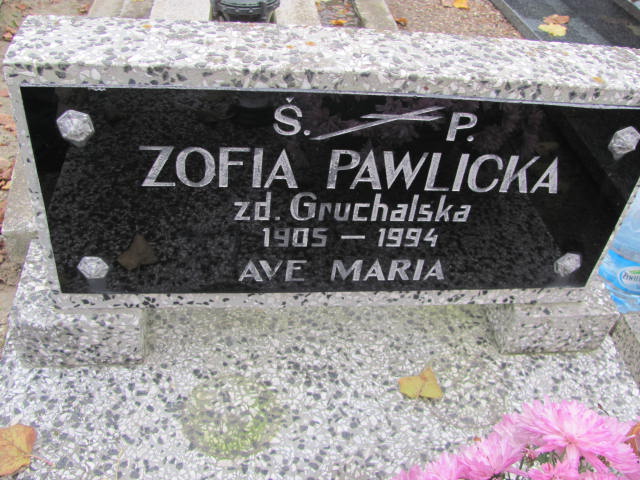 Ś. P.
ZOFIA PAWLICKA
zd. Gruchalska
1905 – 1994
AVE MARIA